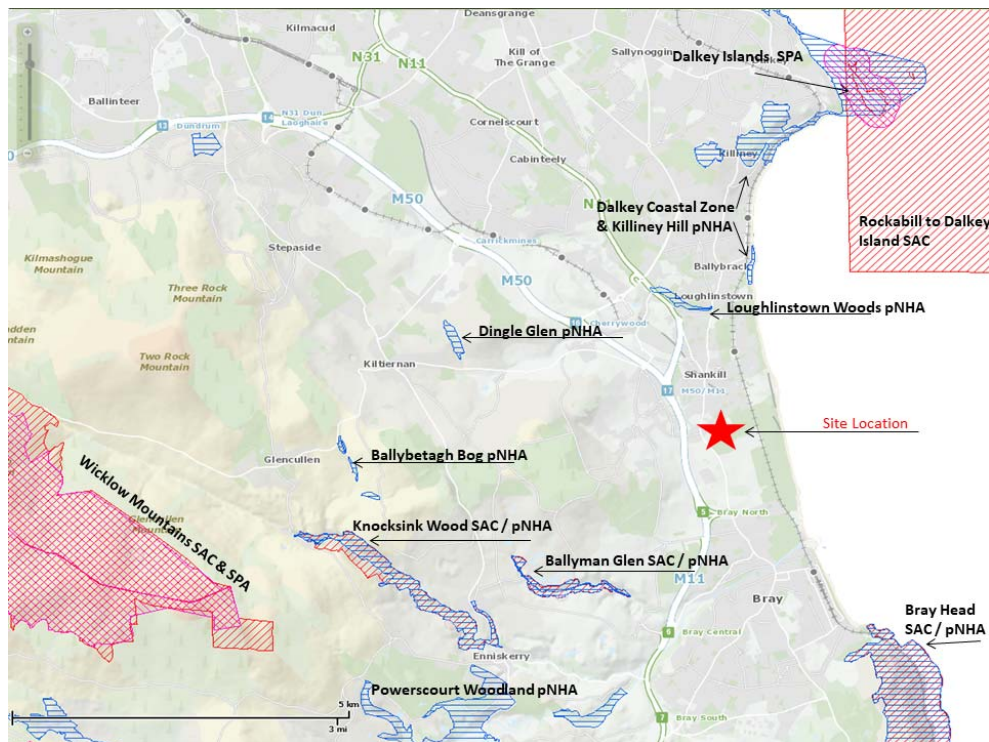 Kilmacud
Deansgrange
N31
N11
Kill of
The Grange
Sallynoggin
Dalkey Islands SPA
Ballinteer
13
Dundrum
14
N31 Dun
Laoghaire
Cornelscourt
Cabinteely
Killiney
M50
Dalkey Coastal Zone
& Killiney Hill pNHA
Rockabill to Dalkey
Island SAC
Stepaside
Carrickmines
Kilmashogue
Mountain
Three Rock
Mountain
M50
Ballybrack
Loughlinstown
Loughlinstown Woods pNHA
Cherrywood
Dingle Glen pNHA
Two Rock
Mountain
Kiltiernan
Shankill
17
M50/M11
Site Location
Glencullen
Ballybetagh Bog pNHA
Wicklow Mountains SAC & SPA
Knocksink Wood SAC / pNHA
5
Bray North
Ballyman Glen SAC / pNHA
M11
Bray
Bray Head
SAC / pNHA
6
Bray Central
Enniskerry
Powerscourt Woodland pNHA
5 km
3 mi
7
Bray South